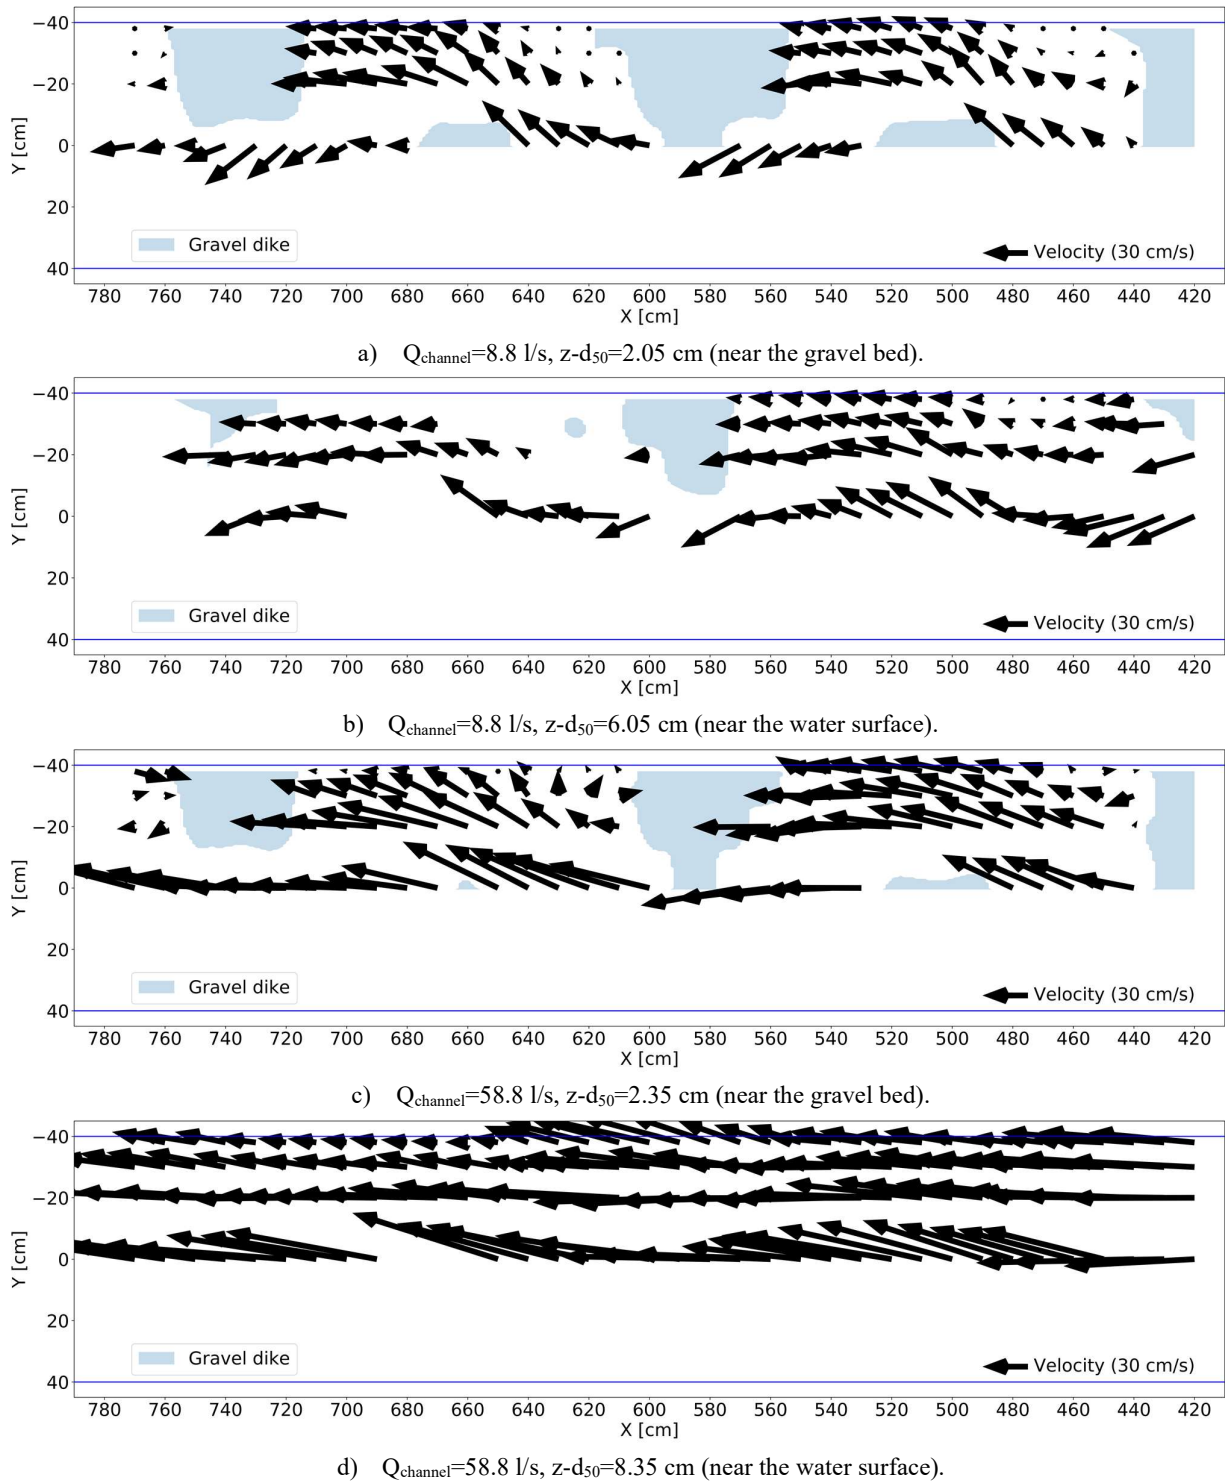 −40
−20
0
20
40
Y [cm]
Gravel dike
Velocity (30 cm/s)
780 760 740 720 700 680 660 640 620 600 580 560 540 520 500 480 460 440 420
X [cm]
a) Qchannel=8.8 l/s, z-d50=2.05 cm (near the gravel bed).
−40
−20
0
20
40
Y [cm]
Gravel dike
Velocity (30 cm/s)
780 760 740 720 700 680 660 640 620 600 580 560 540 520 500 480 460 440 420
X [cm]
b) Qchannel=8.8 l/s, z-d50=6.05 cm (near the water surface).
−40
−20
0
20
40
Y [cm]
Gravel dike
Velocity (30 cm/s)
780 760 740 720 700 680 660 640 620 600 580 560 540 520 500 480 460 440 420
X [cm]
c) Qchannel=58.8 l/s, z-d50=2.35 cm (near the gravel bed).
−40
−20
0
20
40
Y [cm]
Gravel dike
Velocity (30 cm/s)
780 760 740 720 700 680 660 640 620 600 580 560 540 520 500 480 460 440 420
X [cm]
d) Qchannel=58.8 l/s, z-d50=8.35 cm (near the water surface).